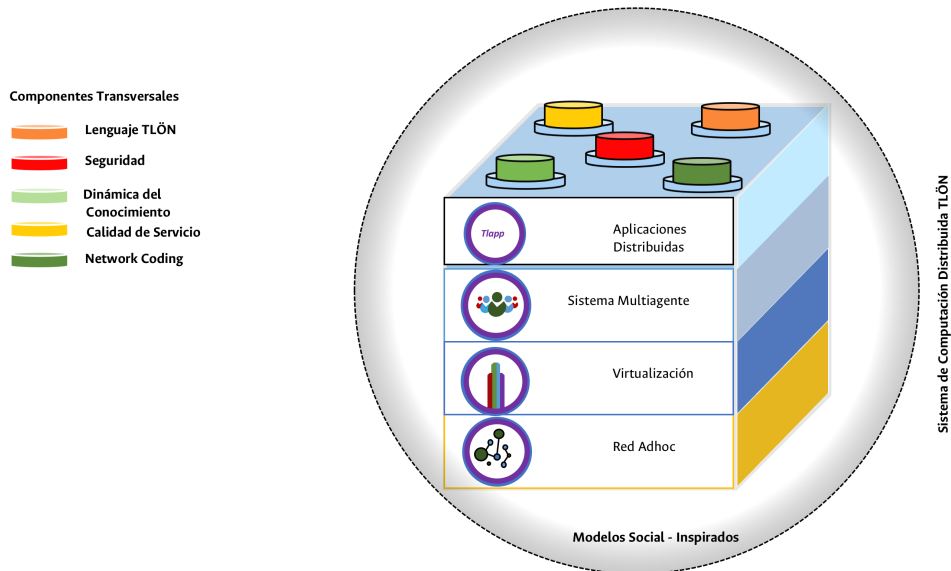 Componentes Transversales
Lenguaje TLÖN
Seguridad
Dinámica del
Conocimiento
Calidad de Servicio
Network Coding
Tlapp
Aplicaciones
Distribuidas
Sistema Multiagente
Virtualización
Red Adhoc
Modelos Social - Inspirados
Sistema de Computación Distribuida TLÖN